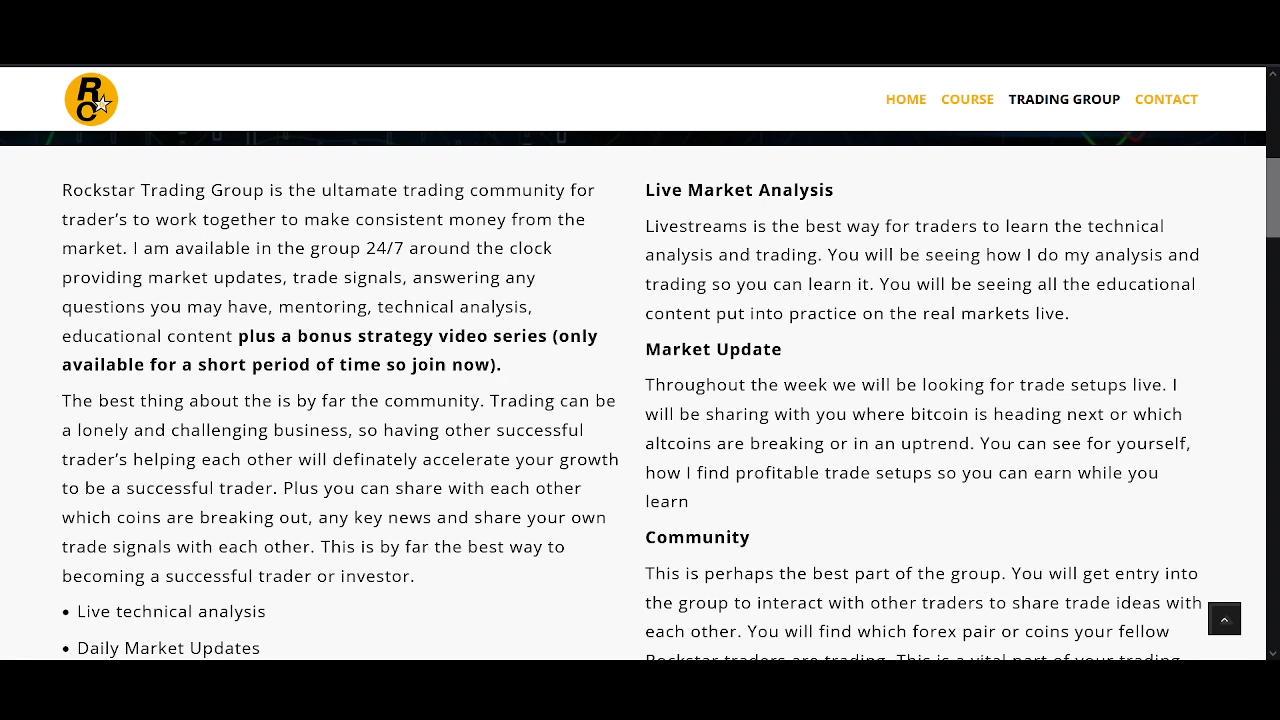 R
C
HOME COURSE TRADING GROUP CONTACT
Rockstar Trading Group is the ultamate trading community for
trader's to work together to make consistent money from the
market. I am available in the group 24/7 around the clock
providing market updates, trade signals, answering any
questions you may have, mentoring, technical analysis,
educational content plus a bonus strategy video series (only
available for a short period of time so join now).
The best thing about the is by far the community. Trading can be
a lonely and challenging business, so having other successful
trader's helping each other will definately accelerate your growth
to be a successful trader. Plus you can share with each other
which coins are breaking out, any key news and share your own
trade signals with each other. This is by far the best way to
becoming a successful trader or investor.
• Live technical analysis
• Daily Market Updates
Live Market Analysis
Livestreams is the best way for traders to learn the technical
analysis and trading. You will be seeing how I do my analysis and
trading so you can learn it. You will be seeing all the educational
content put into practice on the real markets live.
Market Update
Throughout the week we will be looking for trade setups live. I
will be sharing with you where bitcoin is heading next or which
altcoins are breaking or in an uptrend. You can see for yourself,
how I find profitable trade setups so you can earn while you
learn
Community
This is perhaps the best part of the group. You will get entry into
the group to interact with other traders to share trade ideas with
each other. You will find which forex pair or coins your fellow
Rockstar traders are trading. This is a vital part of your trading